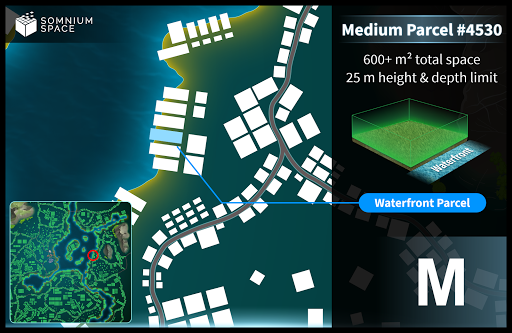 SOMNIUM
SPACE
Medium Parcel #4530
600+ m² total space
25 m height & depth limit
Waterfront
Waterfront Parcel
M